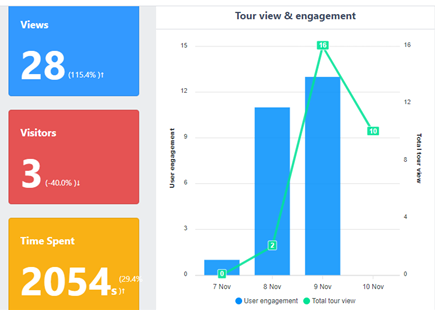 Views
28 (115.4% )↑
Visitors
3 (-40.0% )↓
Time Spent
2054s (29.4% )↑
Tour view & engagement
User engagement
15
12
9
6
3
0
16
12
8
4
0
Total tour view
0
2
16
10
7 Nov 8 Nov 9 Nov 10 Nov
User engagement Total tour view